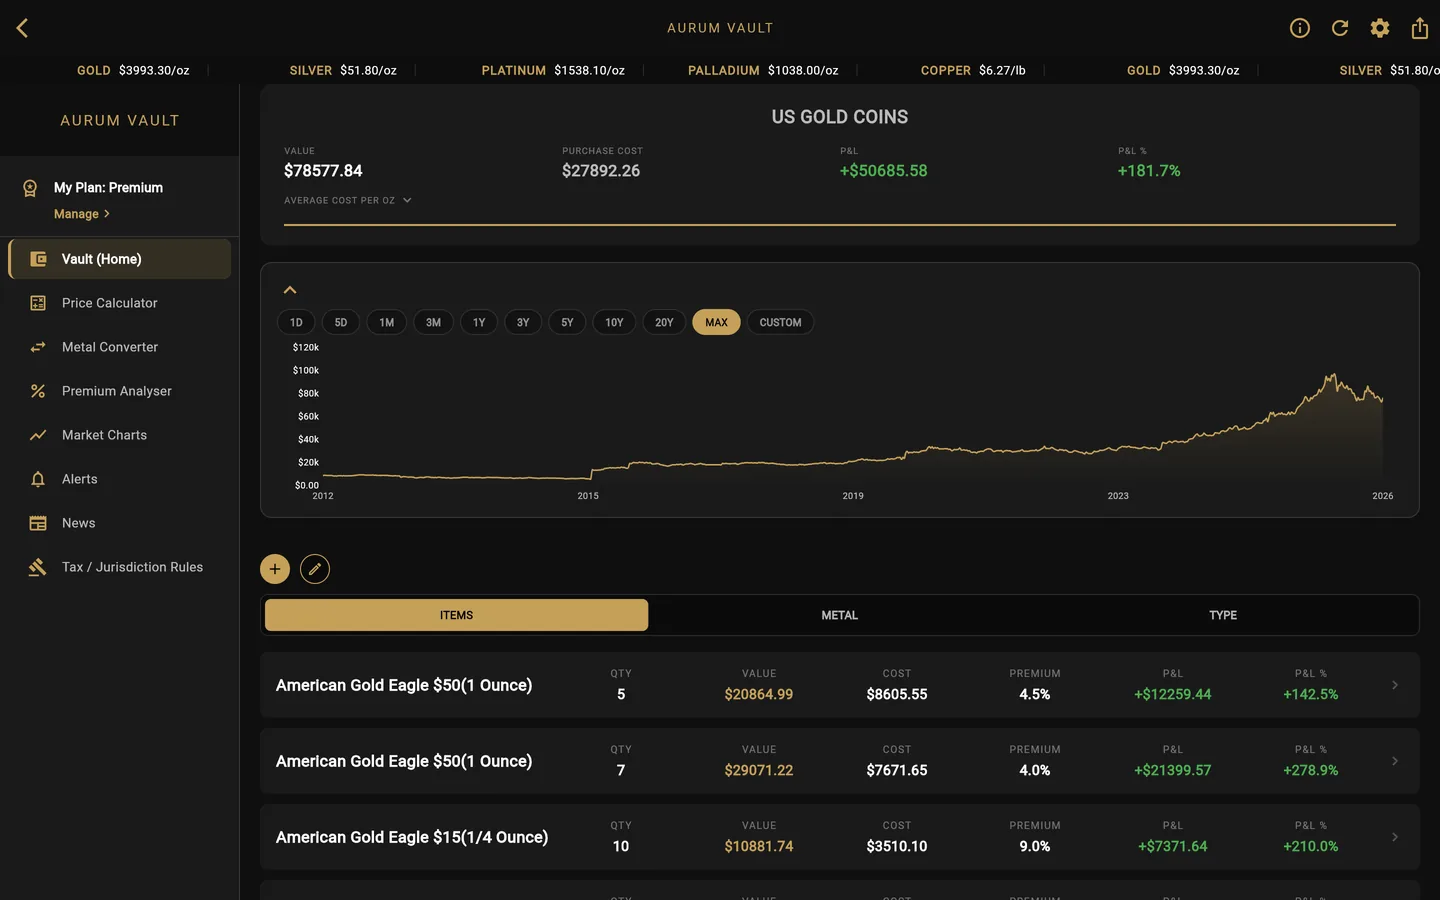 AURUM VAULT
GOLD $3993.30/oz SILVER $51.80/oz PLATINUM $1538.10/oz PALLADIUM $1038.00/oz COPPER $6.27/lb GOLD $3993.30/oz SILVER $51.80/o
AURUM VAULT
My Plan: Premium
Manage
Vault (Home)
Price Calculator
Metal Converter
Premium Analyser
Market Charts
Alerts
News
Tax / Jurisdiction Rules
US GOLD COINS
VALUE PURCHASE COST P&L P&L %
$78577.84 $27892.26 +$50685.58 +181.7%
AVERAGE COST PER OZ
1D 5D 1M 3M 1Y 3Y 5Y 10Y 20Y MAX CUSTOM
$120k
$100k
$80k
$60k
$40k
$20k
$0.00
2012 2015 2019 2023 2026
ITEMS METAL TYPE
QTY VALUE COST PREMIUM P&L P&L %
American Gold Eagle $50(1 Ounce) 5 $20864.99 $8605.55 4.5% +$12259.44 +142.5%
QTY VALUE COST PREMIUM P&L P&L %
American Gold Eagle $50(1 Ounce) 7 $29071.22 $7671.65 4.0% +$21399.57 +278.9%
QTY VALUE COST PREMIUM P&L P&L %
American Gold Eagle $15(1/4 Ounce) 10 $10881.74 $3510.10 9.0% +$7371.64 +210.0%